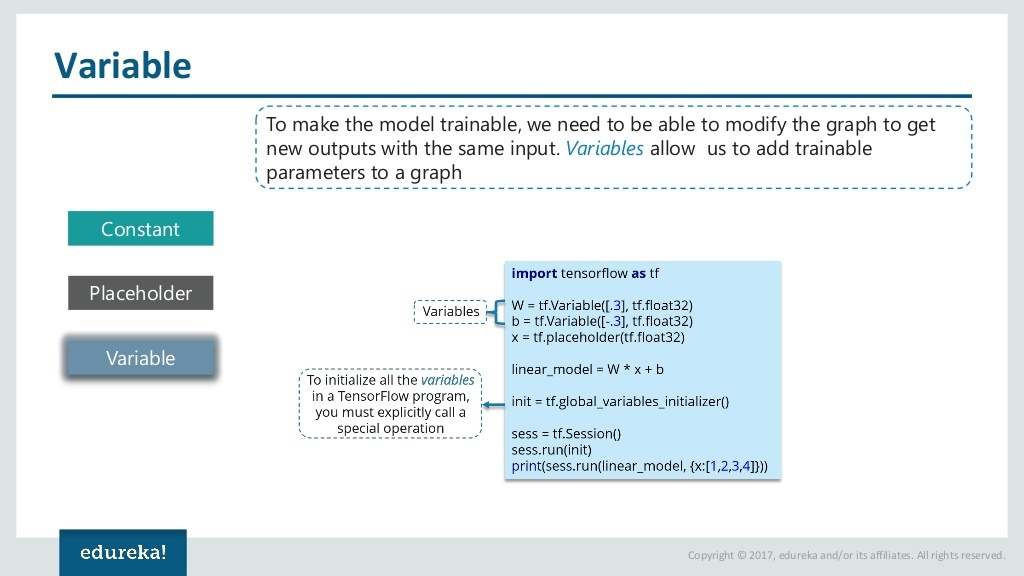 Variable
To make the model trainable, we need to be able to modify the graph to get
new outputs with the same input. Variables allow us to add trainable
parameters to a graph
Constant
Placeholder
Variable
Variables
To initialize all the variables
in a TensorFlow program,
you must explicitly call a
special operation
import tensorflow as tf
W = tf.Variable([.3], tf.float32)
b = tf.Variable([-.3], tf.float32)
x = tf.placeholder(tf.float32)
linear_model = W * x + b
init = tf.global_variables_initializer()
sess = tf.Session()
sess.run(init)
print(sess.run(linear_model, {x:[1,2,3,4]}))
edureka!
Copyright © 2017, edureka and/or its affiliates. All rights reserved.